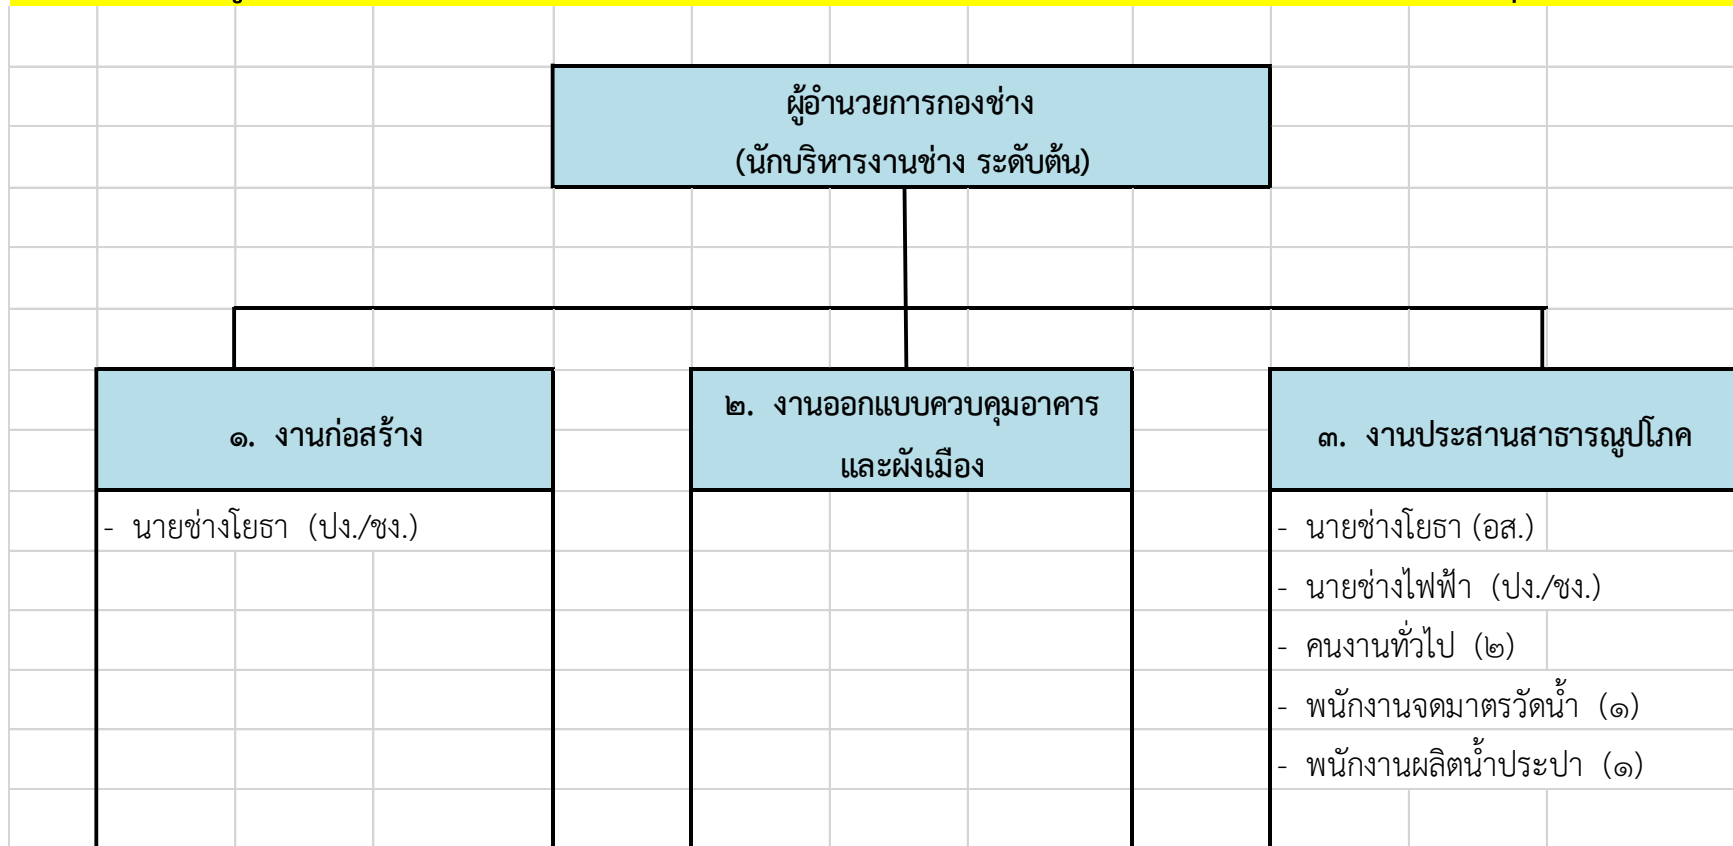 ผู้อำนวยการกองช่าง
(นักบริหารงานช่าง ระดับต้น)
๑. งานก่อสร้าง
๒. งานออกแบบควบคุมอาคาร
และผังเมือง
๓. งานประสานสาธารณูปโภค
- นายช่างโยธา (ปง./ชง.)
- นายช่างโยธา (อส.)
- นายช่างไฟฟ้า (ปง./ชง.)
- คนงานทั่วไป (๒)
- พนักงานจดมาตรวัดน้ำ (๑)
- พนักงานผลิตน้ำประปา (๑)